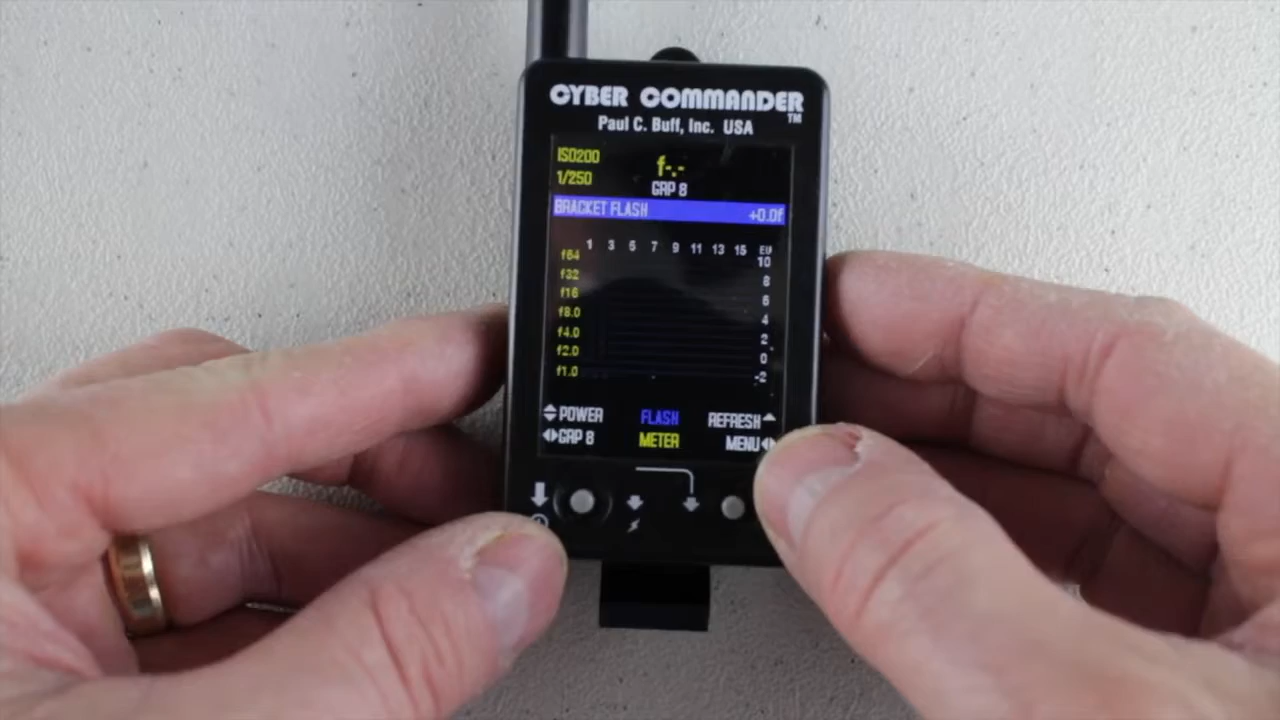 CYBER COMMANDER
TM
Paul C. Buff, Inc. USA
ISO200
f-.-
1/250
GRP 8
BRACKET FLASH +0.0f
1 3 5 7 9 11 13 15 EV
f64 10
f32 8
f16 6
f8.0 4
f4.0 2
f2.0 0
f1.0 -2
POWER FLASH REFRESH
GRP 8 METER MENU